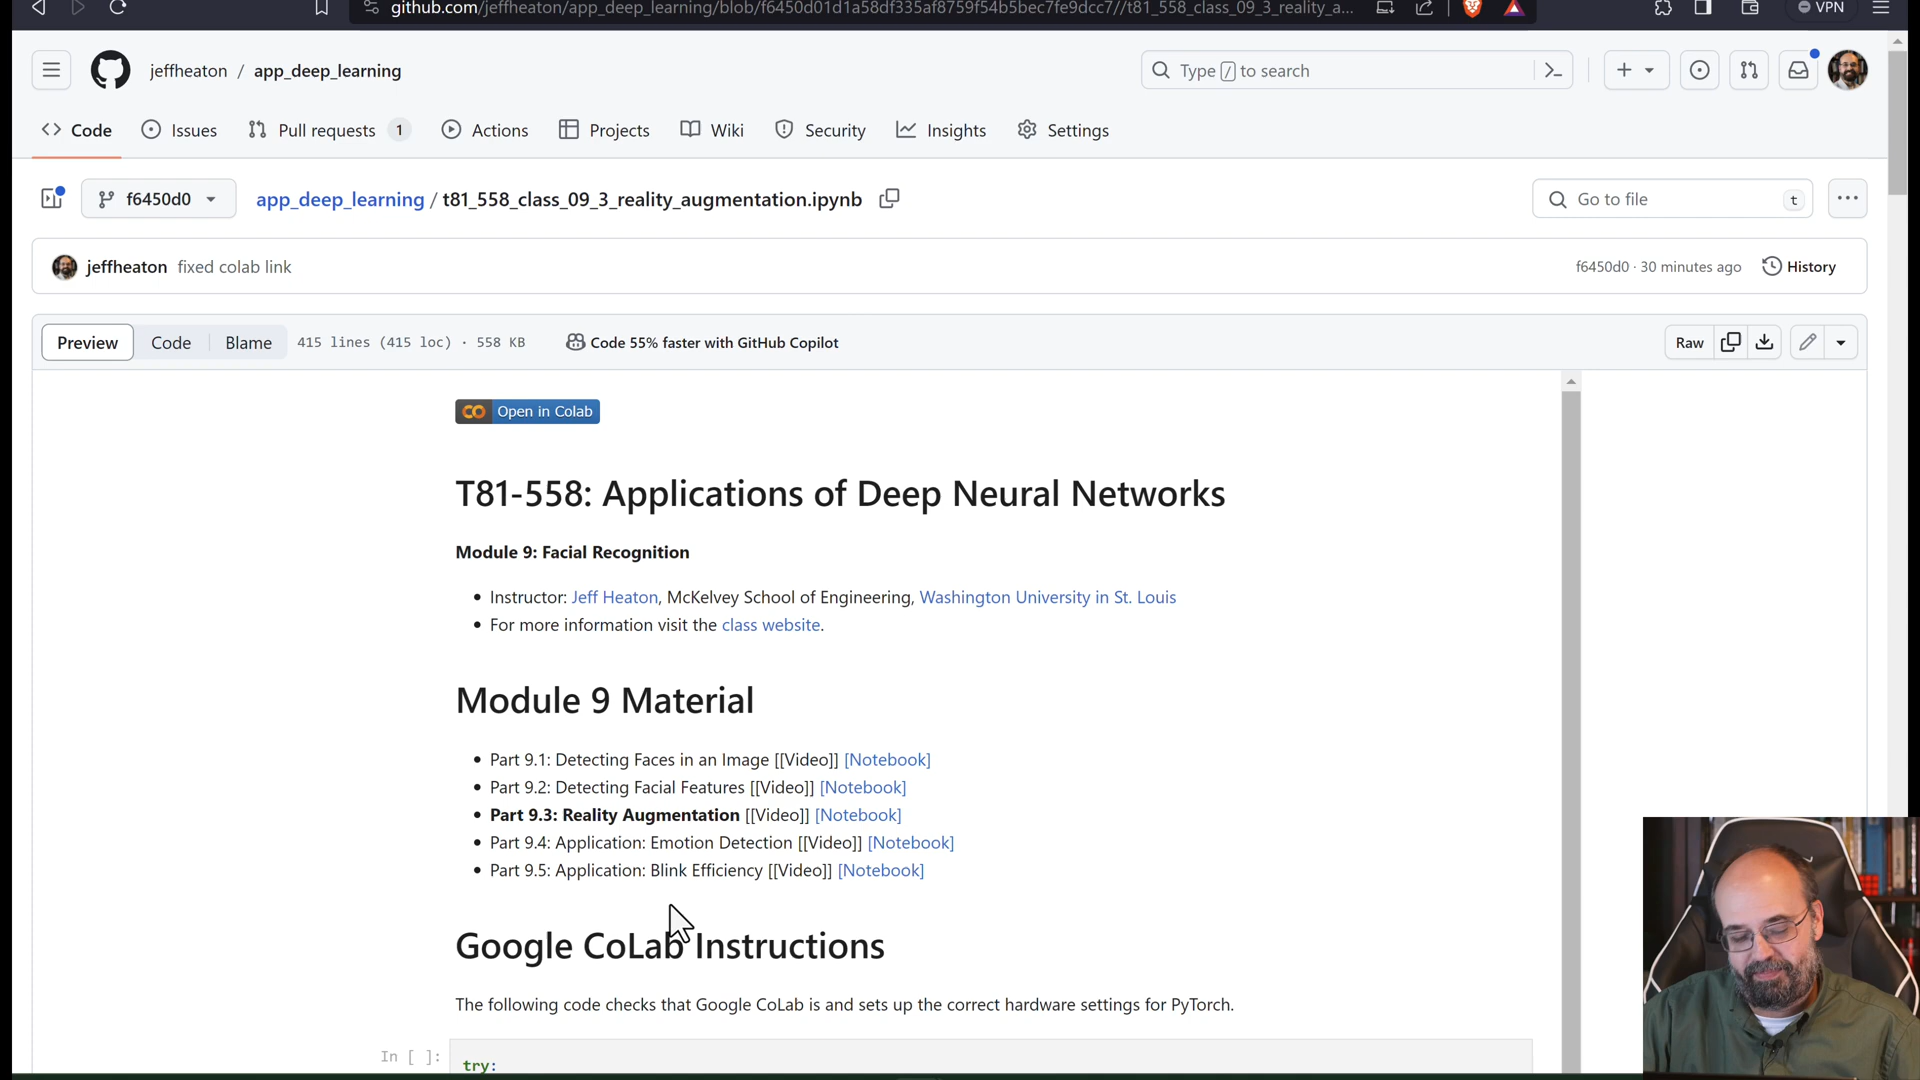 github.com/jeffheaton/app_deep_learning/blob/f6450d01d1a58df335af8759f54b5bec7fe9dcc7//t81_558_class_09_3_reality_a...
VPN
jeffheaton / app_deep_learning
Type / to search
Code
Issues
Pull requests 1
Actions
Projects
Wiki
Security
Insights
Settings
f6450d0
app_deep_learning / t81_558_class_09_3_reality_augmentation.ipynb
Go to file t
jeffheaton fixed colab link
f6450d0 · 30 minutes ago
History
Preview
Code
Blame
415 lines (415 loc) · 558 KB
Code 55% faster with GitHub Copilot
Raw
Open in Colab
T81-558: Applications of Deep Neural Networks
Module 9: Facial Recognition
• Instructor: Jeff Heaton, McKelvey School of Engineering, Washington University in St. Louis
• For more information visit the class website.
Module 9 Material
• Part 9.1: Detecting Faces in an Image [[Video]] [Notebook]
• Part 9.2: Detecting Facial Features [[Video]] [Notebook]
• Part 9.3: Reality Augmentation [[Video]] [Notebook]
• Part 9.4: Application: Emotion Detection [[Video]] [Notebook]
• Part 9.5: Application: Blink Efficiency [[Video]] [Notebook]
Google CoLab Instructions
The following code checks that Google CoLab is and sets up the correct hardware settings for PyTorch.
In [ ]:
try: